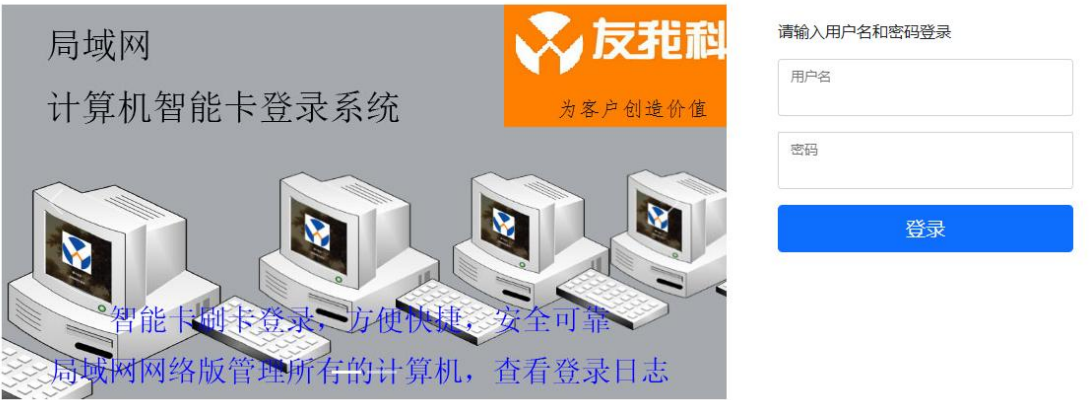 局域网
计算机智能卡登录系统
友我科
为客户创造价值
智能卡刷卡登录，方便快捷，安全可靠
局域网网络版管理所有的计算机，查看登录日志
请输入用户名和密码登录
用户名
密码
登录